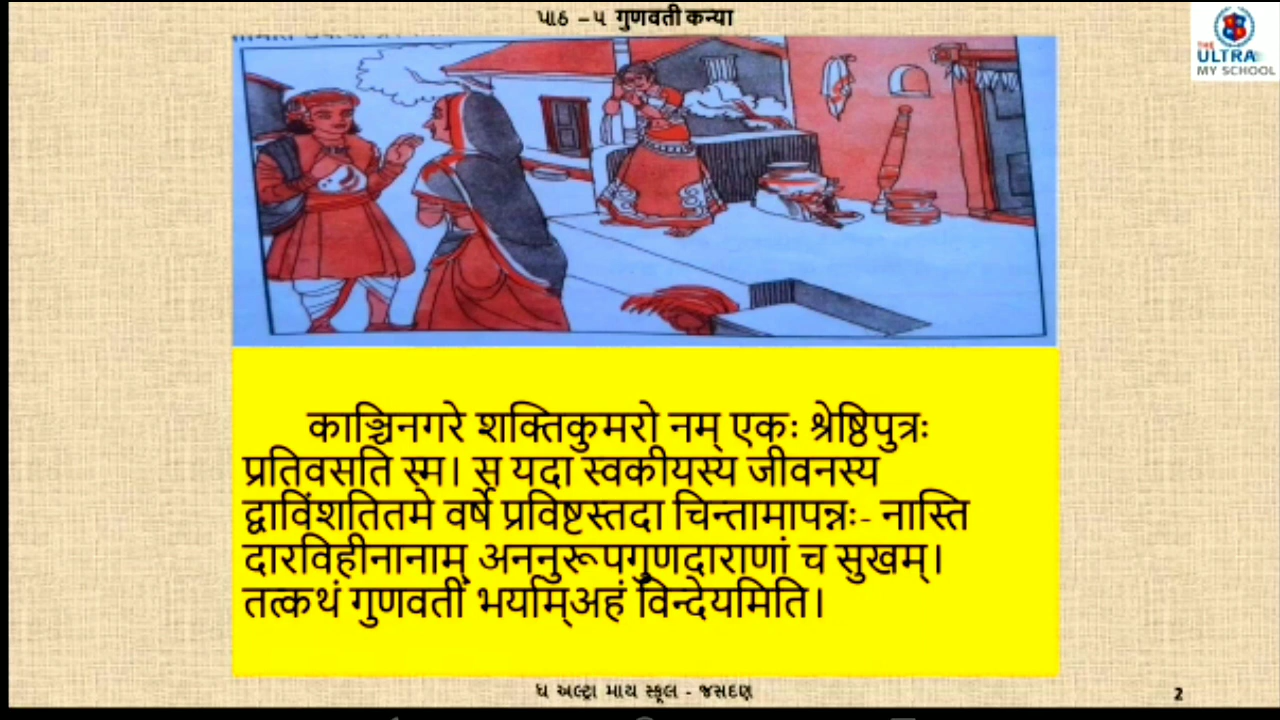 પાઠ – ૫ गुणवती कन्या
THE
ULTRA
MY SCHOOL
काञ्चिनगरे शक्तिकुमरो नम् एकः श्रेष्ठिपुत्रः
प्रतिवसति स्म। स यदा स्वकीयस्य जीवनस्य
द्वाविंशतितमे वर्षे प्रविष्टस्तदा चिन्तामापन्नः- नास्ति
दारविहीनानाम् अननुरूपगुणदाराणां च सुखम्।
तत्कथं गुणवतीं भयाम्िअहं विन्देयमिति।
ધ અલ્ટ્રા માય સ્કૂલ - જસદણ
2